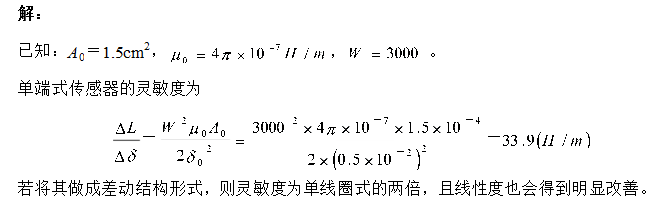 解：
已知：A₀＝1.5cm²，μ₀ = 4π × 10⁻⁷ H / m，W = 3000 。
单端式传感器的灵敏度为
ΔL/Δδ = W²μ₀A₀/2δ₀² = 3000² × 4π × 10⁻⁷ × 1.5 × 10⁻⁴/2 × (0.5 × 10⁻²)² = 33.9(H / m)
若将其做成差动结构形式，则灵敏度为单线圈式的两倍，且线性度也会得到明显改善。